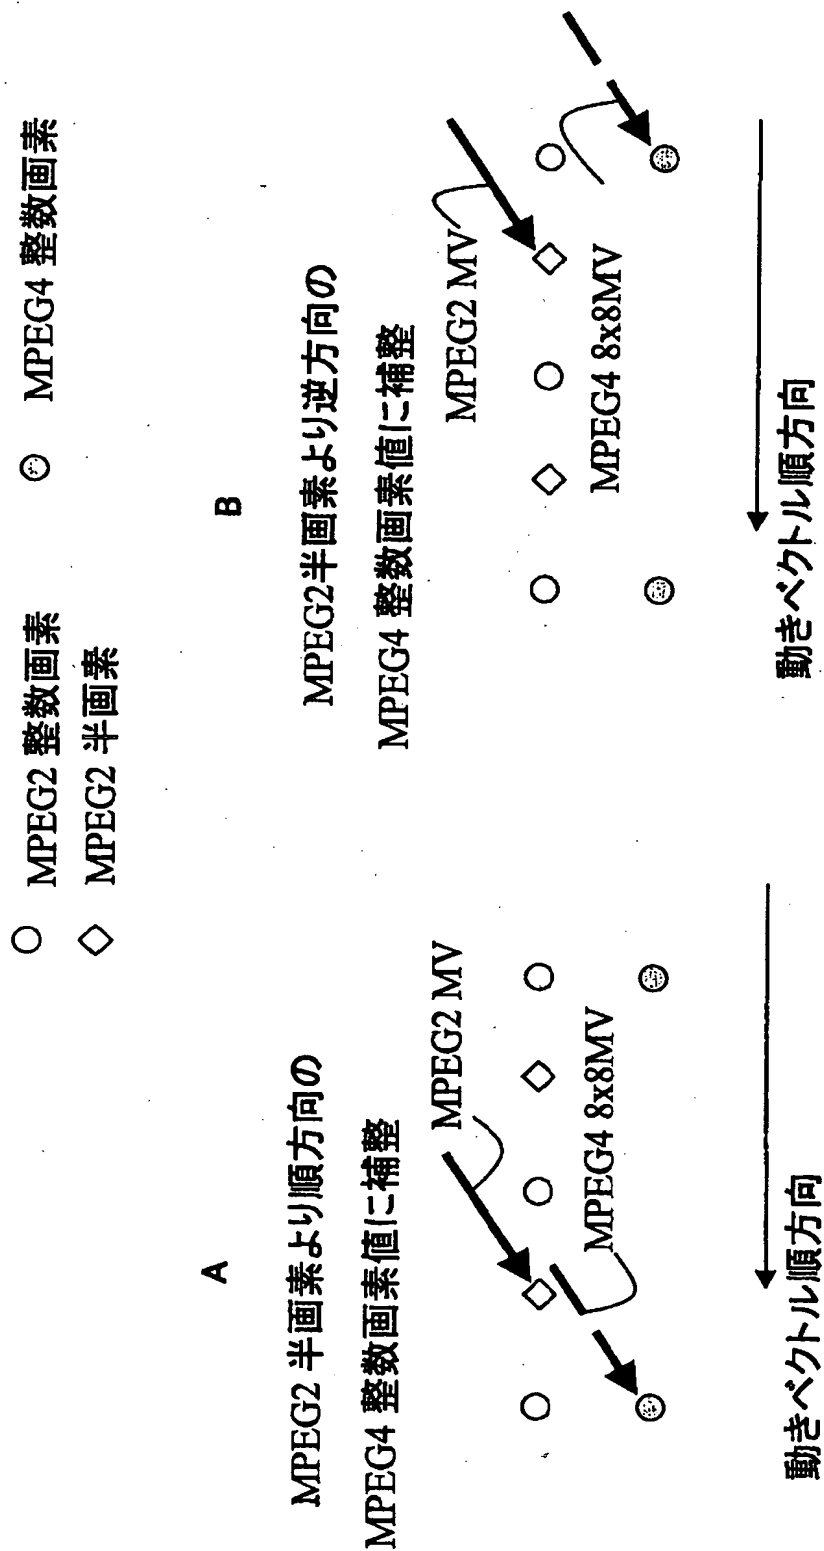 MPEG2 整数画素
MPEG4 整数画素
MPEG2 半画素
A
MPEG2 半画素より順方向の
MPEG4 整数画素値に補整
MPEG2 MV
MPEG4 8x8MV
動きベクトル順方向
B
MPEG2半画素より逆方向の
MPEG4 整数画素値に補整
MPEG2 MV
MPEG4 8x8MV
動きベクトル順方向